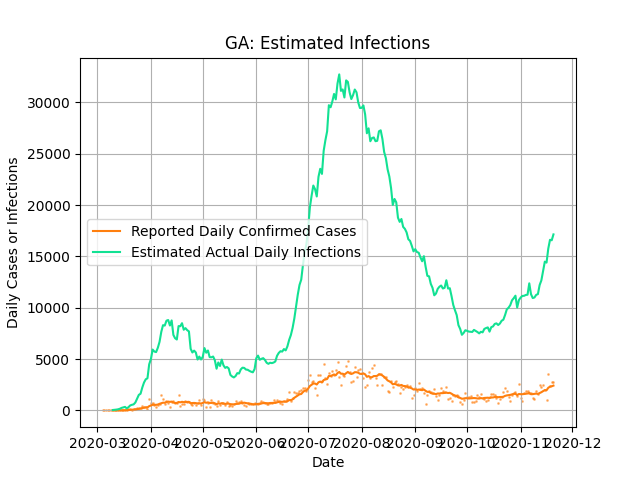 GA: Estimated Infections
Daily Cases or Infections
30000
25000
20000
15000
10000
5000
0
Reported Daily Confirmed Cases
Estimated Actual Daily Infections
2020-03 2020-04 2020-05 2020-06 2020-07 2020-08 2020-09 2020-10 2020-11 2020-12
Date